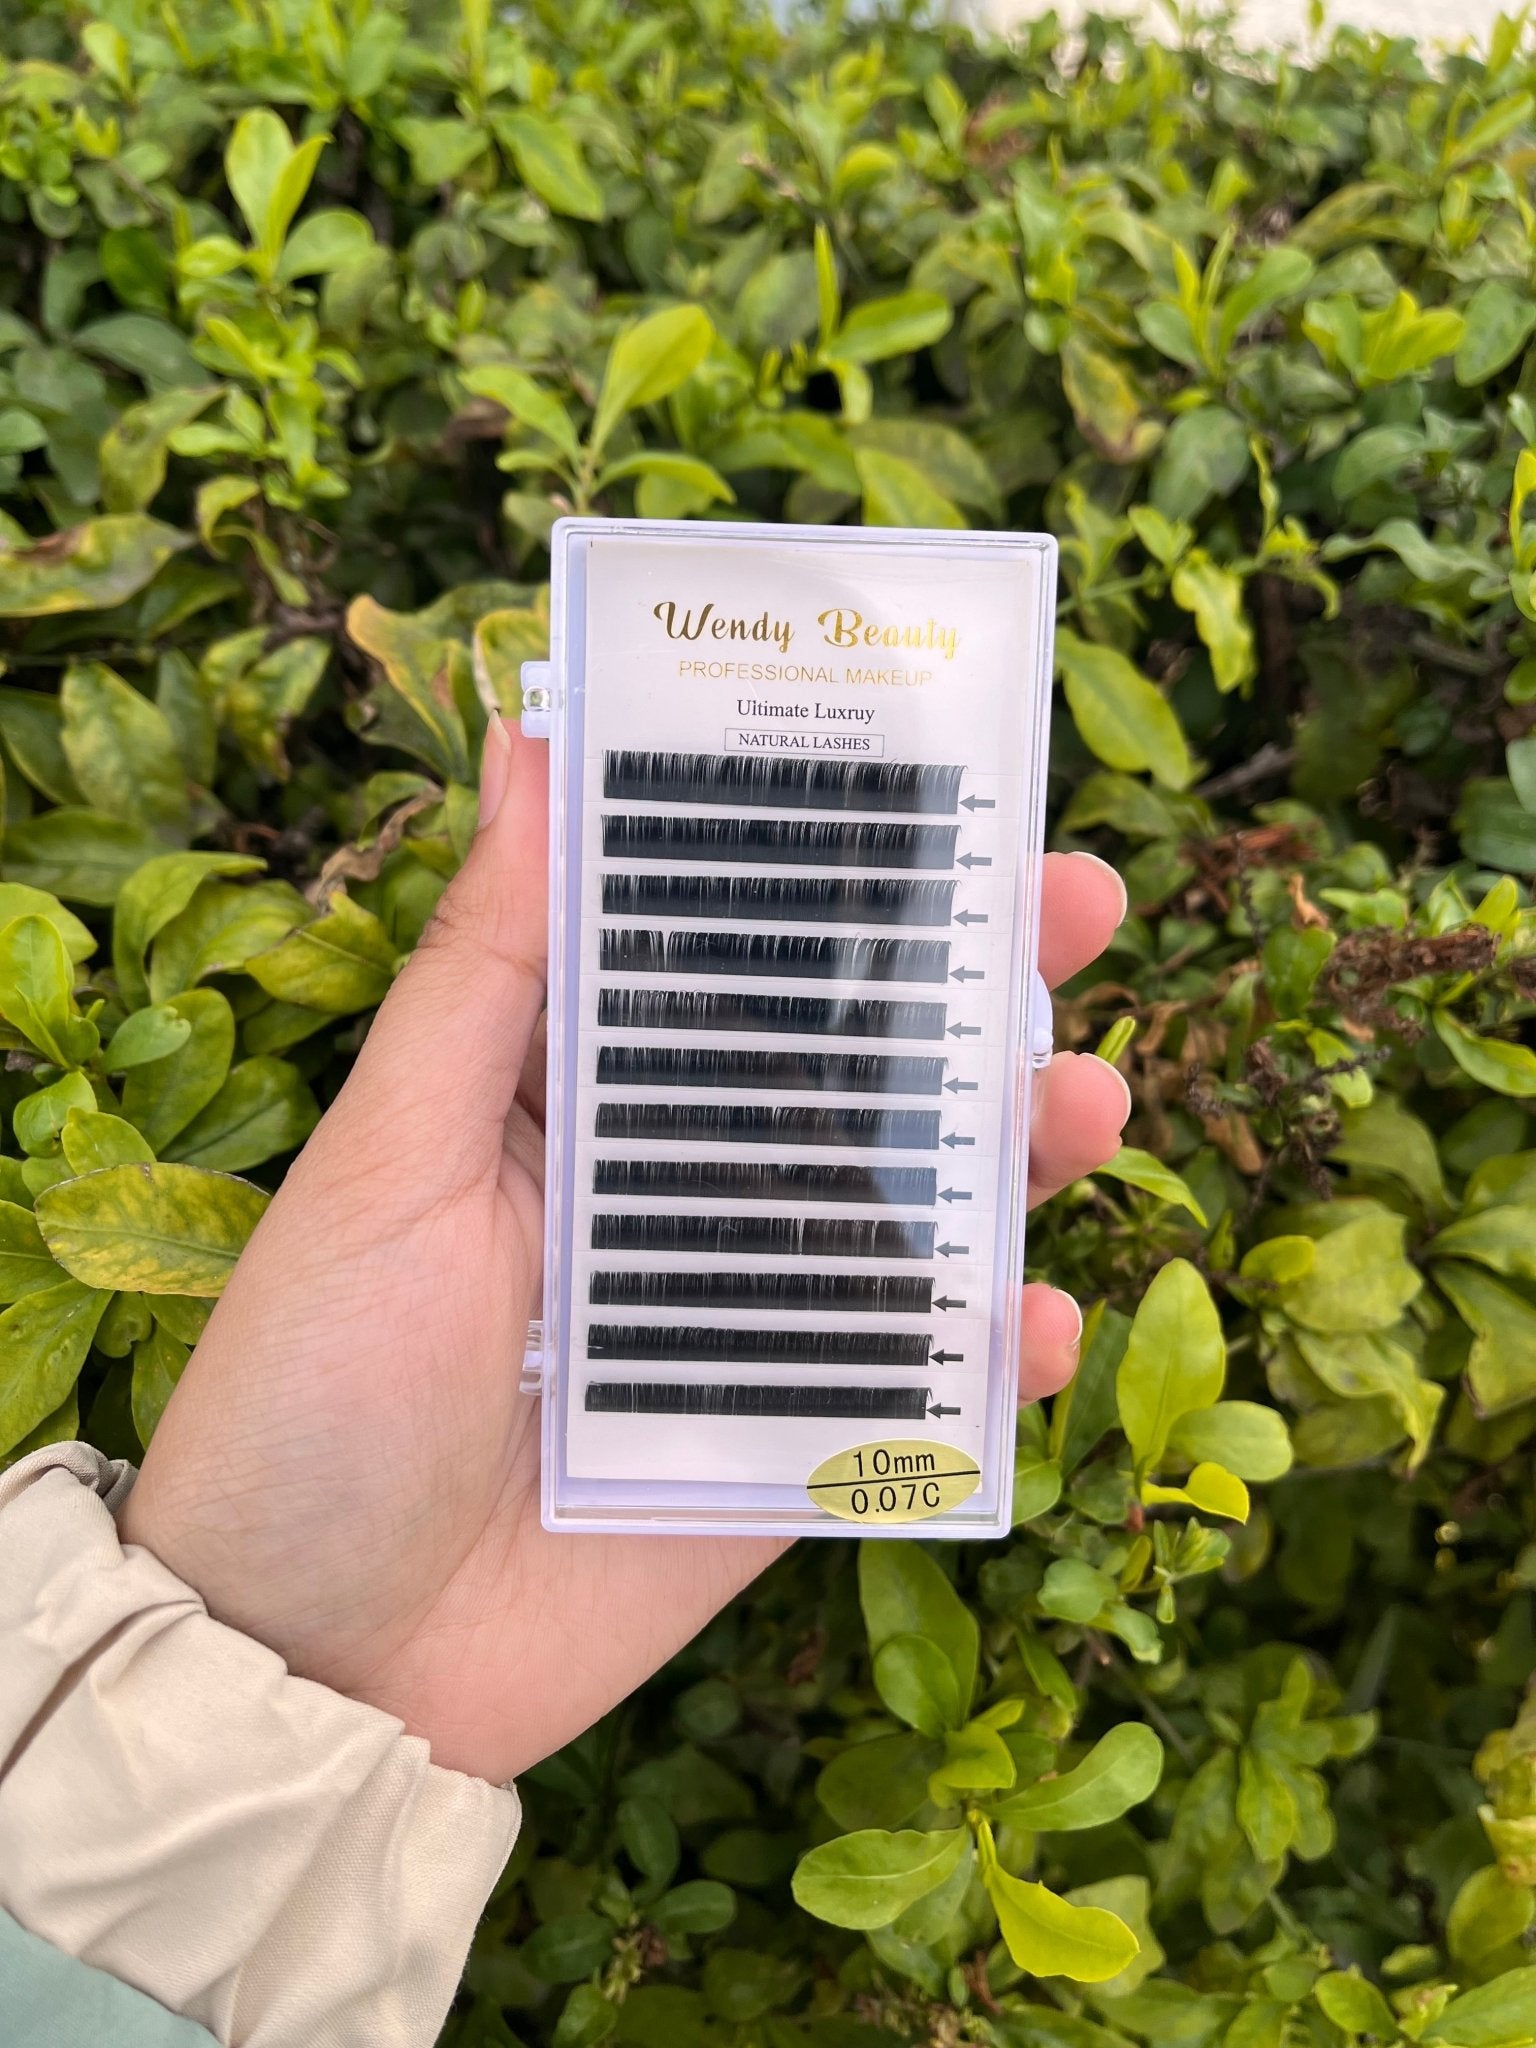 Wendy Beauty
PROFESSIONAL MAKEUP
Ultimate Luxruy
NATURAL LASHES
10mm
0.07C